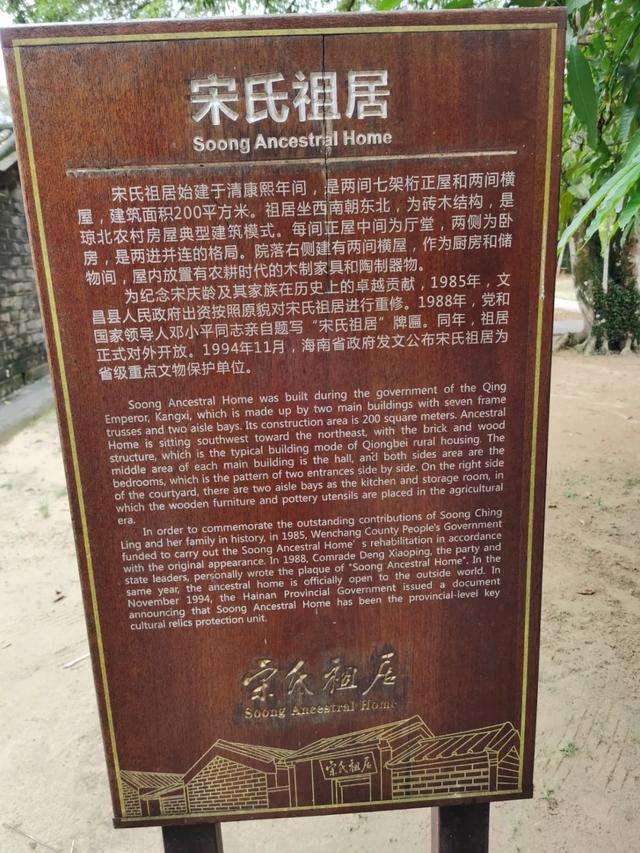 宋氏祖居
Soong Ancestral Home
宋氏祖居始建于清康熙年间，是两间七架桁正屋和两间横
屋，建筑面积200平方米。祖居坐西南朝东北，为砖木结构，是
琼北农村房屋典型建筑模式。每间正屋中间为厅堂，两侧为卧
房，是两进并连的格局。院落右侧建有两间横屋，作为厨房和储
物间，屋内放置有农耕时代的木制家具和陶制器物。
为纪念宋庆龄及其家族在历史上的卓越贡献，1985年，文
昌县人民政府出资按照原貌对宋氏祖居进行重修。1988年，党和
国家领导人邓小平同志亲自题写“宋氏祖居”牌匾。同年，祖居
正式对外开放。1994年11月，海南省政府发文公布宋氏祖居为
省级重点文物保护单位。
Soong Ancestral Home was built during the government of the Qing
Emperor, Kangxi, which is made up by two main buildings with seven frame
trusses and two aisle bays. Its construction area is 200 square meters. Ancestral
Home is sitting southwest toward the northeast, with the brick and wood
structure, which is the typical building mode of Qiongbei rural housing. The
middle area of each main building is the hall, and both sides area are the
bedrooms, which is the pattern of two entrances side by side. On the right side
of the courtyard, there are two aisle bays as the kitchen and storage room, in
which the wooden furniture and pottery utensils are placed in the agricultural
era.
In order to commemorate the outstanding contributions of Soong Ching
Ling and her family in history, in 1985, Wenchang County People's Government
funded to carry out the Soong Ancestral Home's rehabilitation in accordance
with the original appearance. In 1988, Comrade Deng Xiaoping, the party and
state leaders, personally wrote the plaque of "Soong Ancestral Home". In the
same year, the ancestral home is officially open to the outside world. In
November 1994, the Hainan Provincial Government issued a document
announcing that Soong Ancestral Home has been the provincial-level key
cultural relics protection unit.
宋氏祖居
Soong Ancestral Home
宋氏祖居